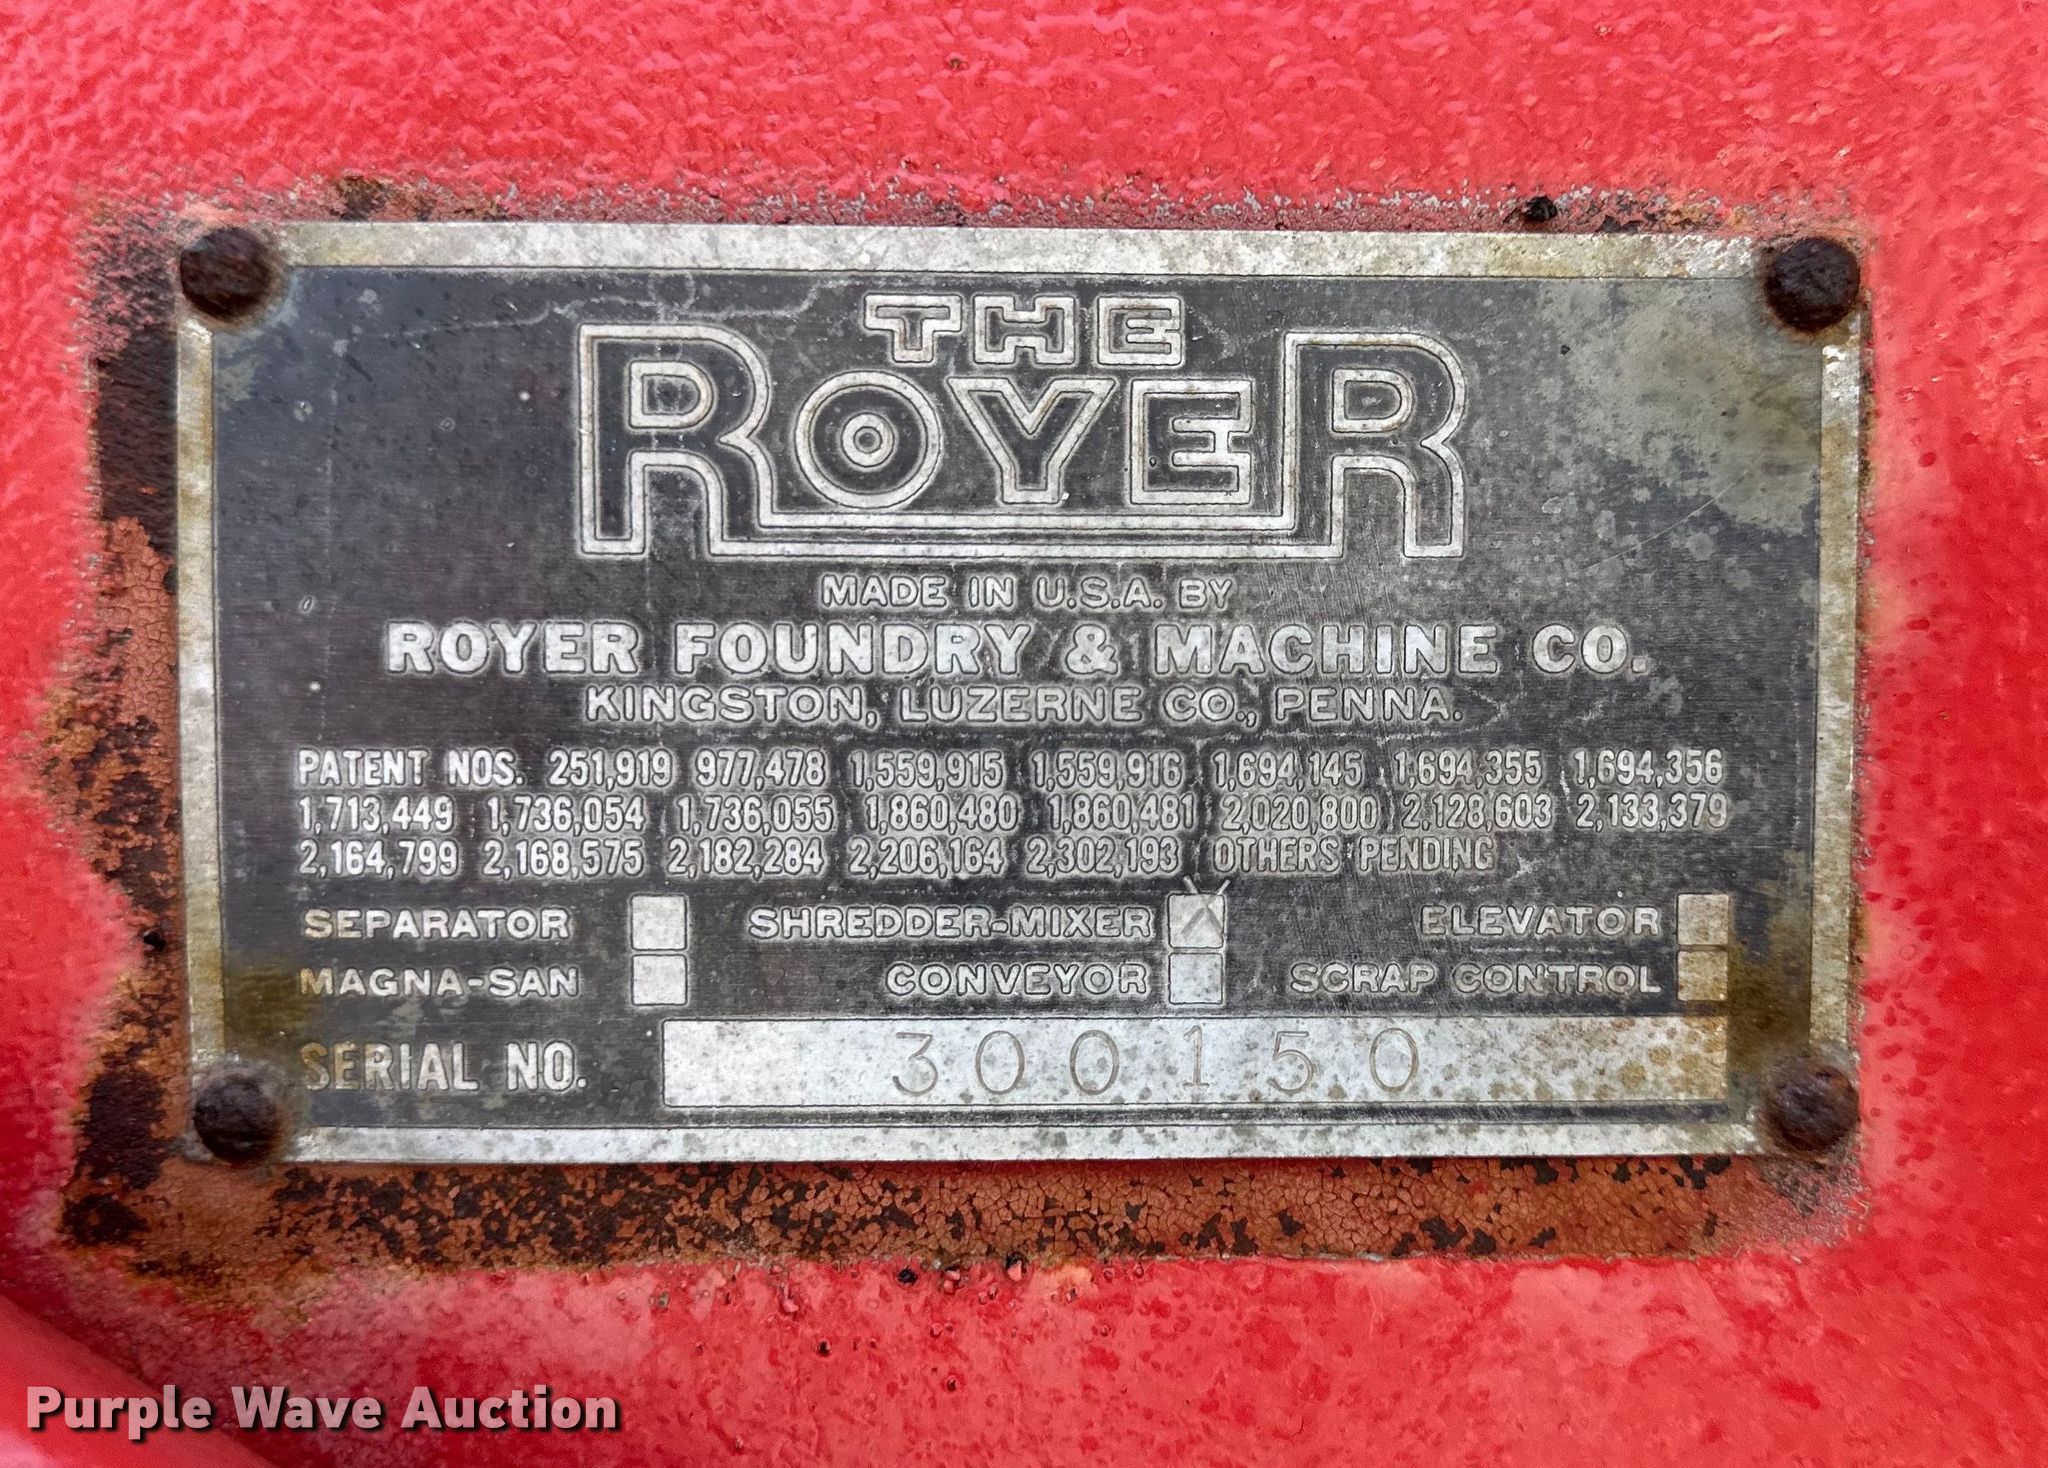 THE
ROYER
MADE IN U.S.A. BY
ROYER FOUNDRY & MACHINE CO.
KINGSTON, LUZERNE CO., PENNA.
PATENT NOS. 251,919 977,478 1,559,915 1,559,916 1,694,145 1,694,355 1,694,356
1,713,449 1,736,054 1,736,055 1,860,480 1,860,481 2,020,800 2,128,603 2,133,379
2,164,799 2,168,575 2,182,284 2,206,164 2,302,193 OTHERS PENDING
SEPARATOR SHREDDER-MIXER X ELEVATOR
MAGNA-SAN CONVEYOR SCRAP CONTROL
SERIAL NO. 300150
Purple Wave Auction